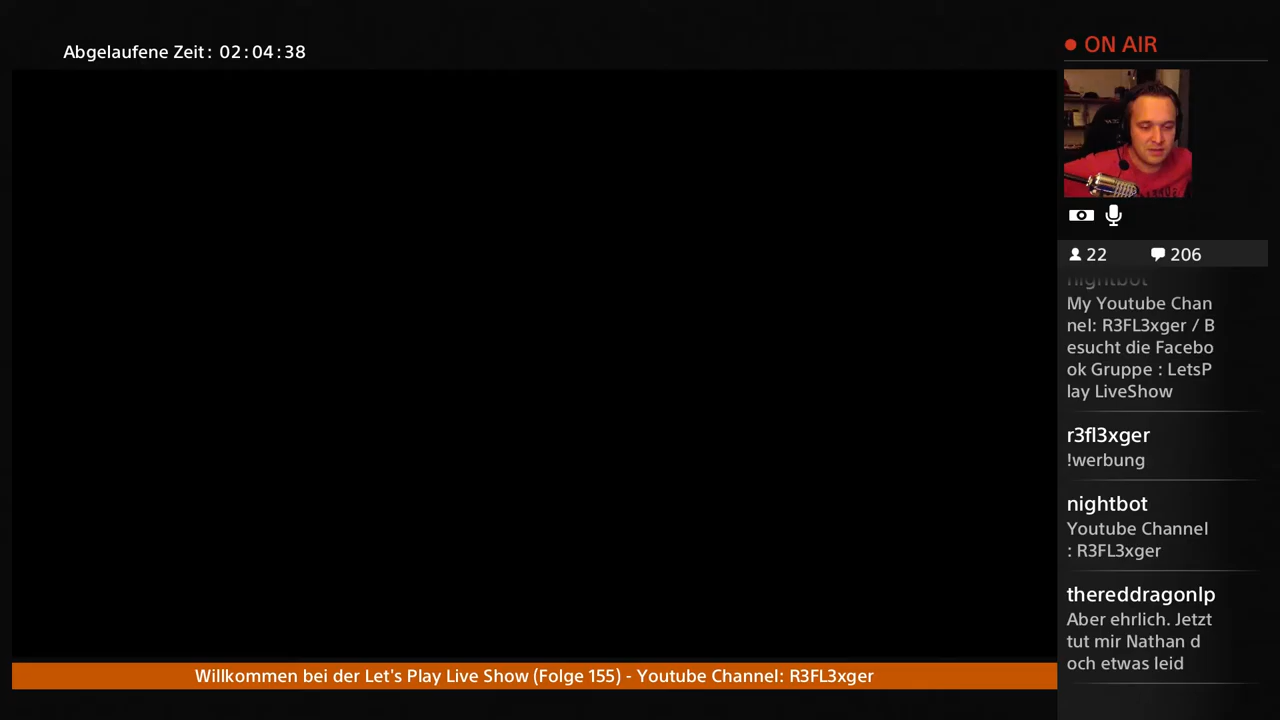 Abgelaufene Zeit: 02:04:38
ON AIR
22 206
nightbot
My Youtube Chan
nel: R3FL3xger / B
esucht die Facebo
ok Gruppe : LetsP
lay LiveShow
r3fl3xger
!werbung
nightbot
Youtube Channel
: R3FL3xger
thereddragonlp
Aber ehrlich. Jetzt
tut mir Nathan d
och etwas leid
Willkommen bei der Let's Play Live Show (Folge 155) - Youtube Channel: R3FL3xger